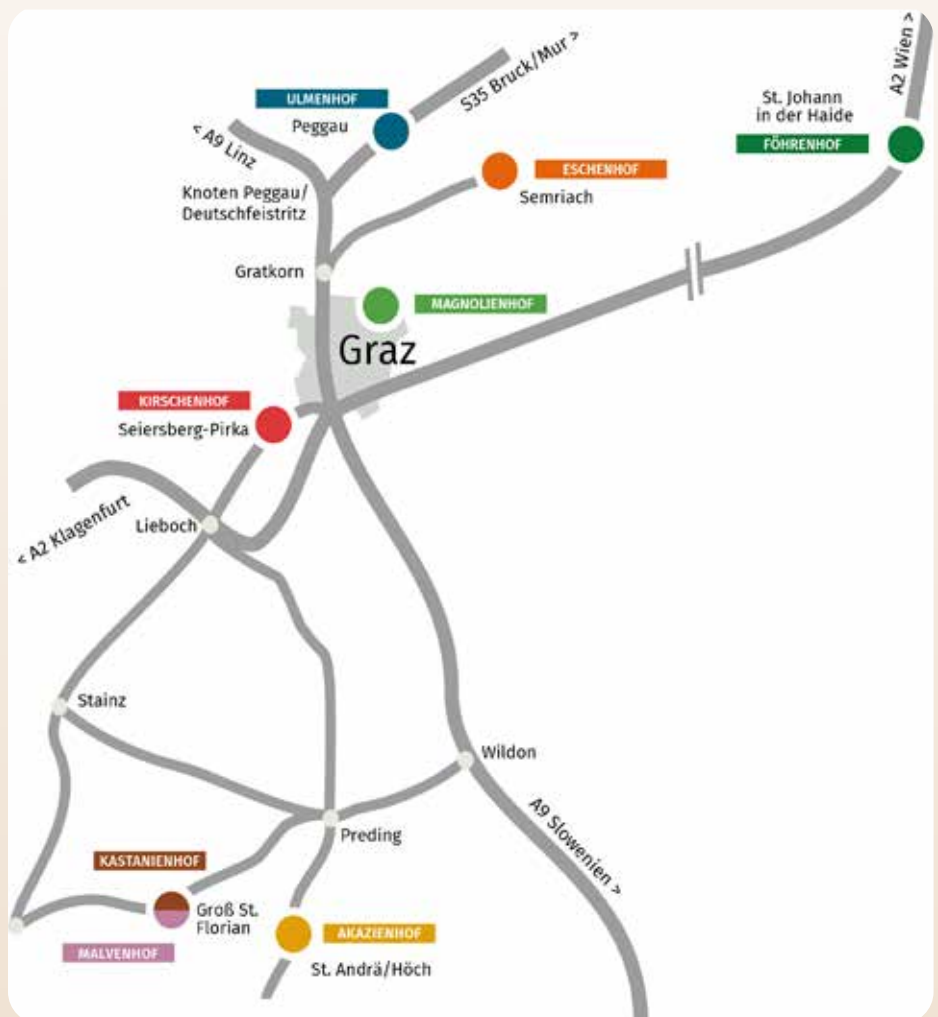 A2 Wien >
S35 Bruck/Mur >
ULMENHOF
Peggau
St. Johann
in der Haide
FÖHRENHOF
< A9 Linz
ESCHENHOF
Semriach
Knoten Peggau/
Deutschfeistritz
Gratkorn
MAGNOLIENHOF
Graz
KIRSCHENHOF
Seiersberg-Pirka
< A2 Klagenfurt
Lieboch
Stainz
Wildon
A9 Slowenien >
Preding
KASTANIENHOF
Groß St.
Florian
MALVENHOF
AKAZIENHOF
St. Andrä/Höch